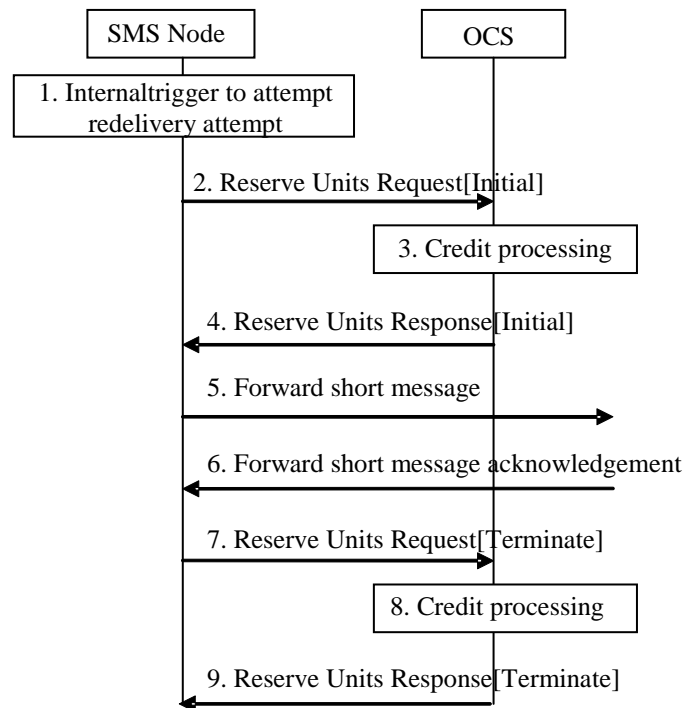 SMS Node
OCS
1. Internaltrigger to attempt
redelivery attempt
2. Reserve Units Request[Initial]
3. Credit processing
4. Reserve Units Response[Initial]
5. Forward short message
6. Forward short message acknowledgement
7. Reserve Units Request[Terminate]
8. Credit processing
9. Reserve Units Response[Terminate]